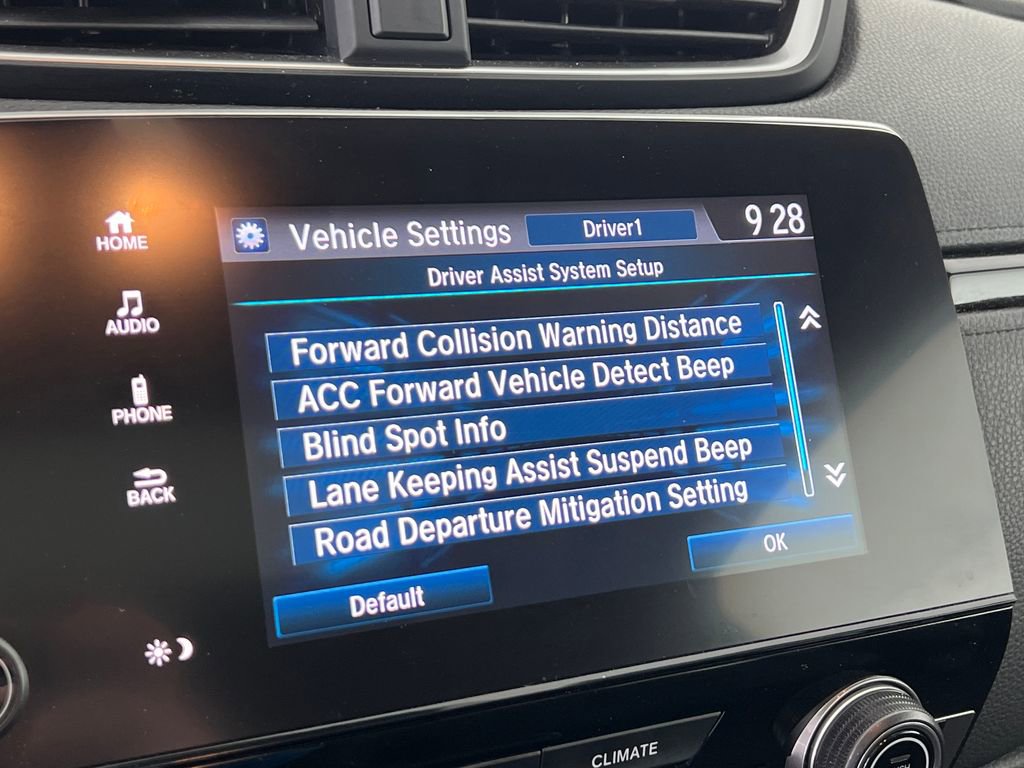 Vehicle Settings Driver1 9 28
HOME
Driver Assist System Setup
AUDIO
Forward Collision Warning Distance
ACC Forward Vehicle Detect Beep
PHONE
Blind Spot Info
Lane Keeping Assist Suspend Beep
BACK
Road Departure Mitigation Setting
OK
Default
CLIMATE